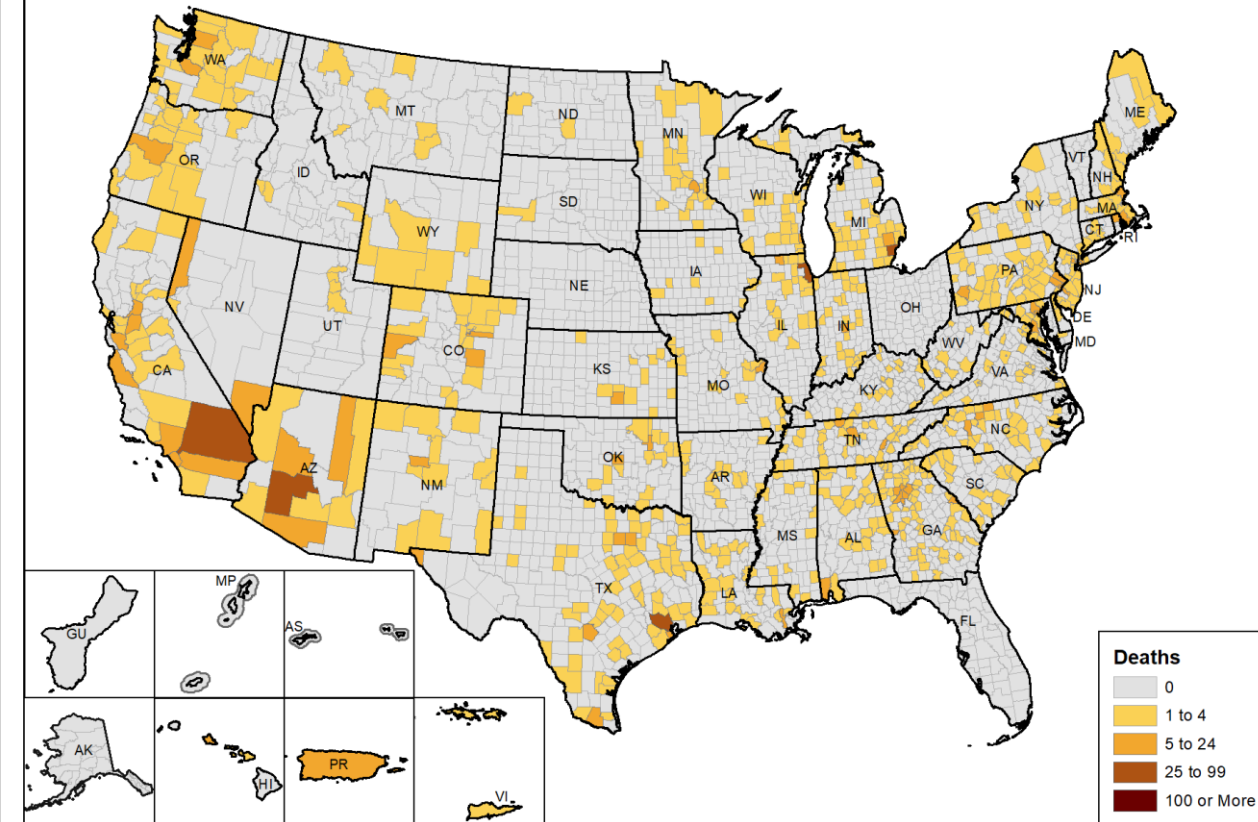 WA
MT
ND
MN
ME
OR
ID
SD
WI
MI
VT
NH
NY
MA
CT
RI
WY
IA
NE
PA
NJ
NV
UT
CO
IL
IN
OH
DE
MD
WV
CA
KS
MO
KY
VA
AZ
NM
OK
AR
TN
NC
SC
MS
AL
GA
TX
LA
FL
GU
MP
AS
AK
HI
PR
VI
Deaths
0
1 to 4
5 to 24
25 to 99
100 or More